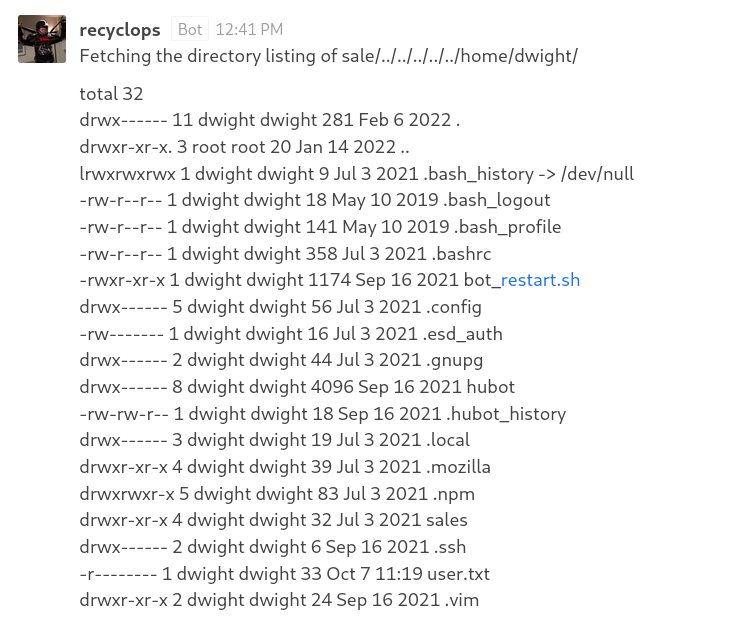 recyclops Bot 12:41 PM
Fetching the directory listing of sale/../../../../../home/dwight/
total 32
drwx------ 11 dwight dwight 281 Feb 6 2022 .
drwxr-xr-x. 3 root root 20 Jan 14 2022 ..
lrwxrwxrwx 1 dwight dwight 9 Jul 3 2021 .bash_history -> /dev/null
-rw-r--r-- 1 dwight dwight 18 May 10 2019 .bash_logout
-rw-r--r-- 1 dwight dwight 141 May 10 2019 .bash_profile
-rw-r--r-- 1 dwight dwight 358 Jul 3 2021 .bashrc
-rwxr-xr-x 1 dwight dwight 1174 Sep 16 2021 bot_restart.sh
drwx------ 5 dwight dwight 56 Jul 3 2021 .config
-rw------- 1 dwight dwight 16 Jul 3 2021 .esd_auth
drwx------ 2 dwight dwight 44 Jul 3 2021 .gnupg
drwx------ 8 dwight dwight 4096 Sep 16 2021 hubot
-rw-rw-r-- 1 dwight dwight 18 Sep 16 2021 .hubot_history
drwx------ 3 dwight dwight 19 Jul 3 2021 .local
drwxr-xr-x 4 dwight dwight 39 Jul 3 2021 .mozilla
drwxrwxr-x 5 dwight dwight 83 Jul 3 2021 .npm
drwxr-xr-x 4 dwight dwight 32 Jul 3 2021 sales
drwx------ 2 dwight dwight 6 Sep 16 2021 .ssh
-r-------- 1 dwight dwight 33 Oct 7 11:19 user.txt
drwxr-xr-x 2 dwight dwight 24 Sep 16 2021 .vim